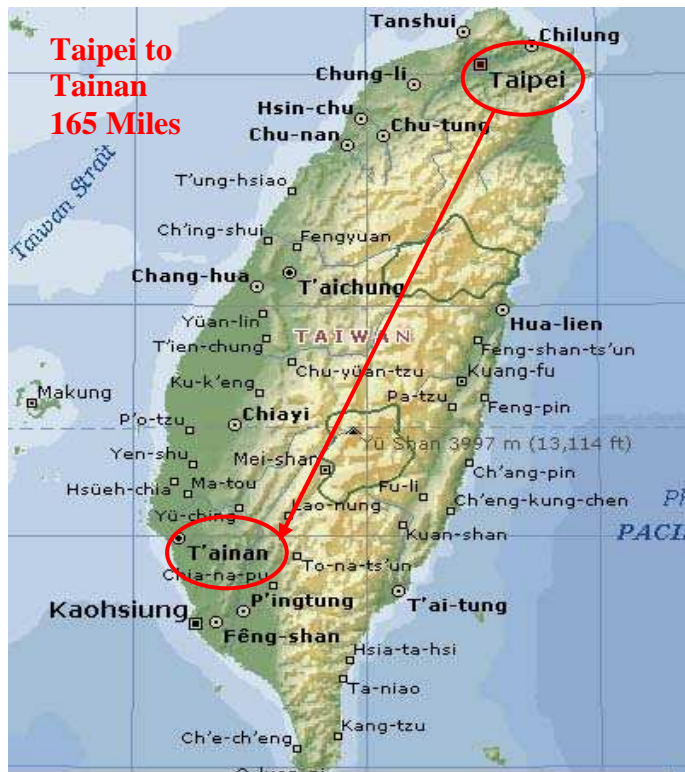 Taipei to
Tainan
165 Miles
Tanshui
Chilung
Chung-li
Taipei
Hsin-chu
Chu-nan
Chu-tung
Taiwan Strait
T'ung-hsiao
Ch'ing-shui
Fengyuan
Chang-hua
T'aichung
Yüan-lin
Hua-lien
TAIWAN
T'ien-chung
Feng-shan-ts'un
Chu-yüan-tzu
Kuang-fu
Makung
Ku-k'eng
Pa-tzu
Feng-pin
P'o-tzu
Chiayi
Yü Shan 3997 m (13,114 ft)
Yen-shu
Mei-shan
Ch'ang-pin
Hsüeh-chia
Ma-tou
Fu-li
Ch'eng-kung-chen
Yü-ching
Lao-nung
Kuan-shan
T'ainan
To-na-ts'un
Chia-na-pu
P'ingtung
T'ai-tung
Kaohsiung
Fêng-shan
Hsia-ta-hsi
Ta-niao
Kang-tzu
Ch'e-ch'eng